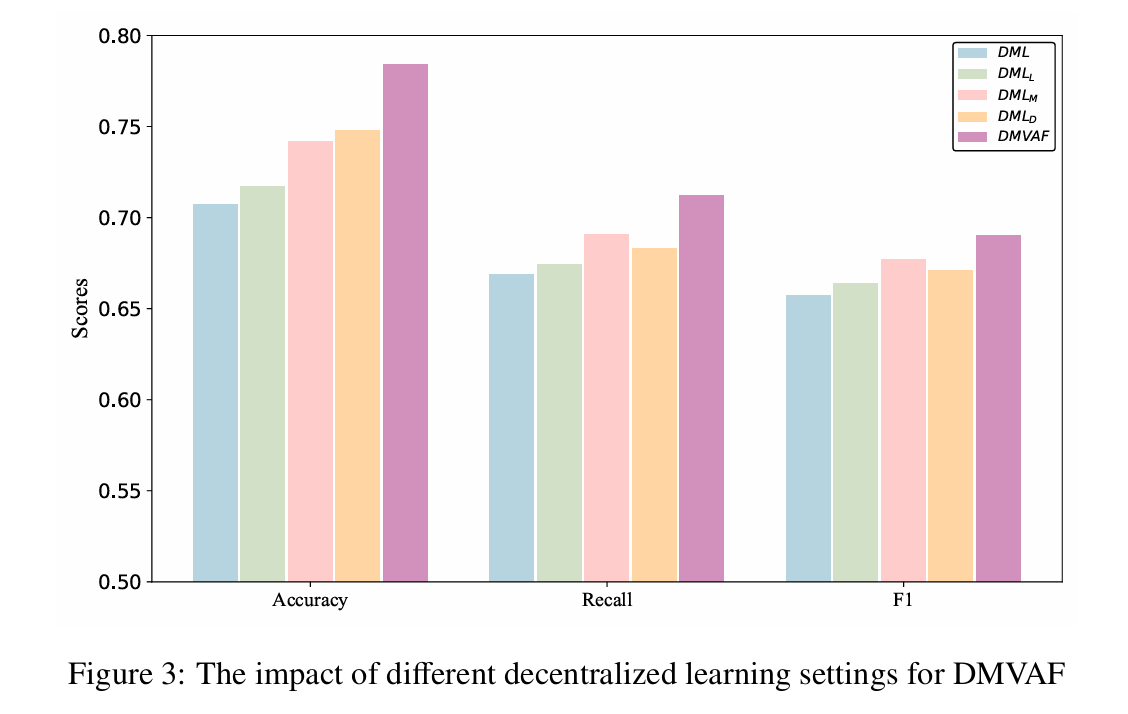 0.80
0.75
0.70
0.65
0.60
0.55
0.50
Scores
Accuracy
Recall
F1
DML
DML_L
DML_M
DML_D
DMVAF
Figure 3: The impact of different decentralized learning settings for DMVAF